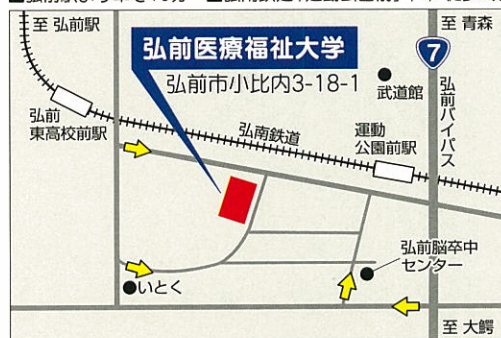 至 弘前駅
至 青森
弘前医療福祉大学
弘前市小比内3-18-1
7
武道館
弘前バイパス
弘前
東高校前駅
弘南鉄道
運動
公園前駅
弘前脳卒中
センター
いとく
至 大鰐